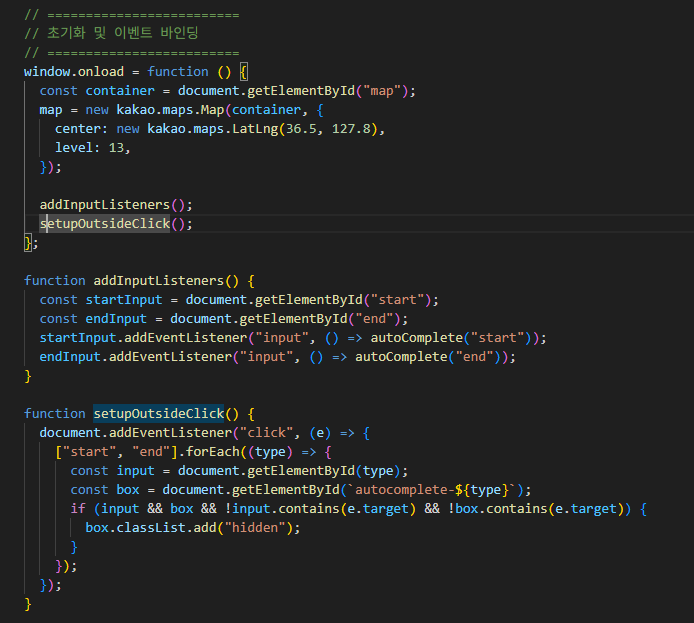 // =========================
// 초기화 및 이벤트 바인딩
// =========================
window.onload = function () {
  const container = document.getElementById("map");
  map = new kakao.maps.Map(container, {
    center: new kakao.maps.LatLng(36.5, 127.8),
    level: 13,
  });

  addInputListeners();
  setupOutsideClick();
};

function addInputListeners() {
  const startInput = document.getElementById("start");
  const endInput = document.getElementById("end");
  startInput.addEventListener("input", () => autoComplete("start"));
  endInput.addEventListener("input", () => autoComplete("end"));
}

function setupOutsideClick() {
  document.addEventListener("click", (e) => {
    ["start", "end"].forEach((type) => {
      const input = document.getElementById(type);
      const box = document.getElementById(`autocomplete-${type}`);
      if (input && box && !input.contains(e.target) && !box.contains(e.target)) {
        box.classList.add("hidden");
      }
    });
  });
}